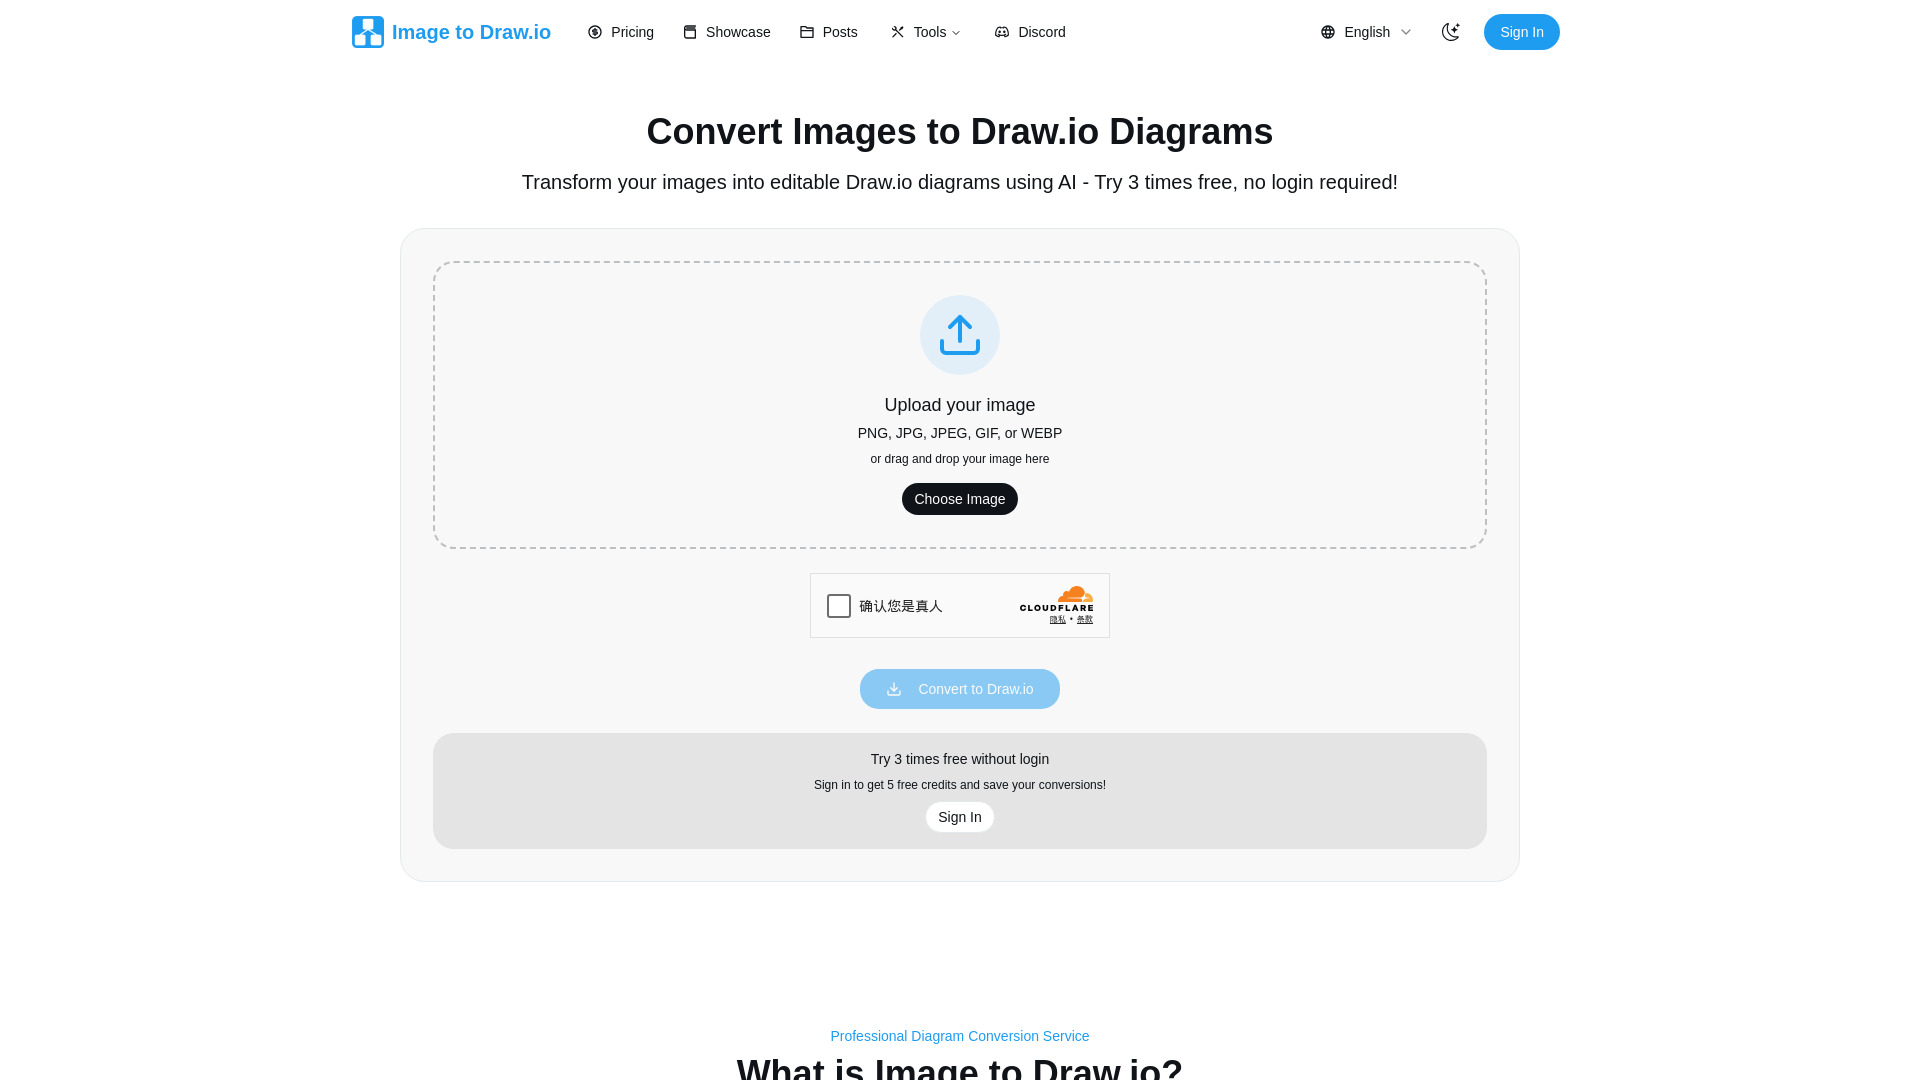 Image to Draw.io
Pricing
Showcase
Posts
Tools
Discord
English
Sign In
Convert Images to Draw.io Diagrams
Transform your images into editable Draw.io diagrams using AI - Try 3 times free, no login required!
Upload your image
PNG, JPG, JPEG, GIF, or WEBP
or drag and drop your image here
Choose Image
确认您是真人
CLOUDFLARE
隐私 • 条款
Convert to Draw.io
Try 3 times free without login
Sign in to get 5 free credits and save your conversions!
Sign In
Professional Diagram Conversion Service
What is Image to Draw.io?